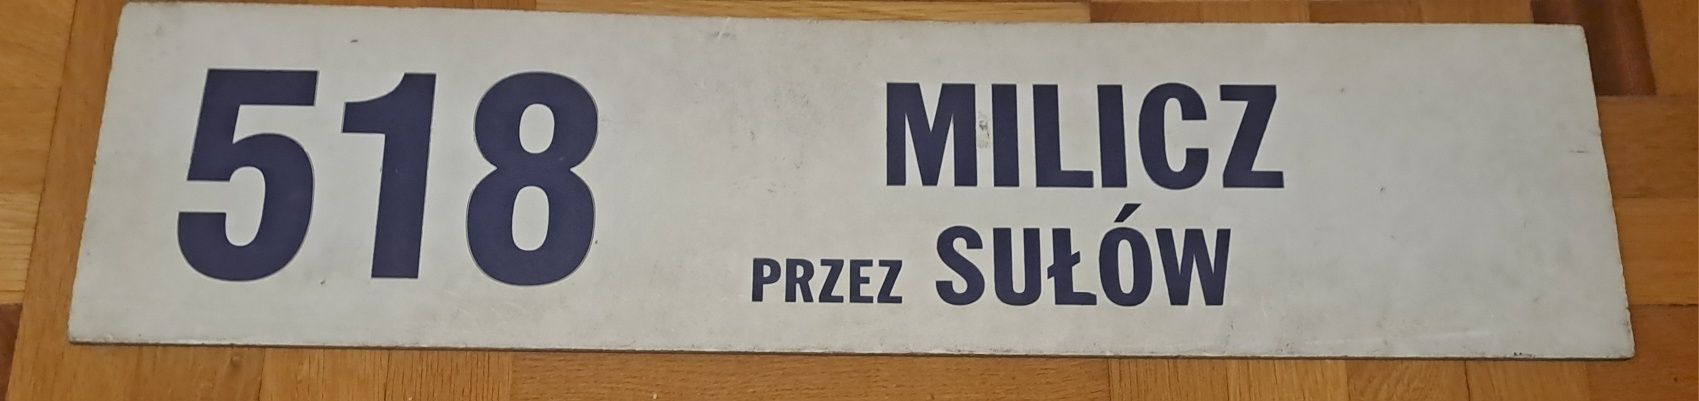 518 MILICZ
PRZEZ SUŁÓW